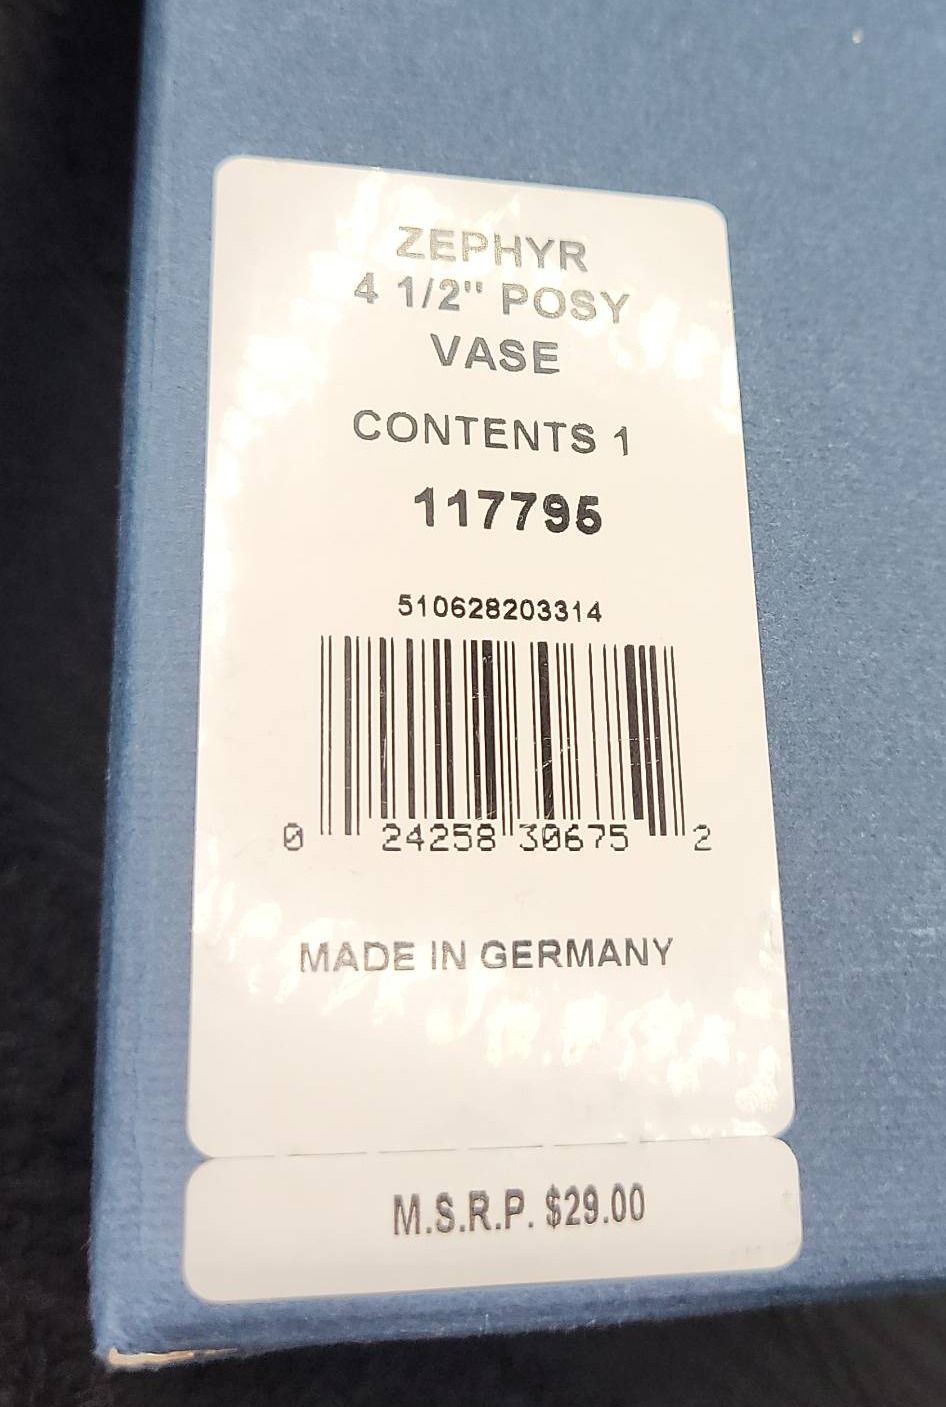 ZEPHYR
4 1/2" POSY
VASE
CONTENTS 1
117795
510628203314
0 24258 30675 2
MADE IN GERMANY
M.S.R.P. $29.00